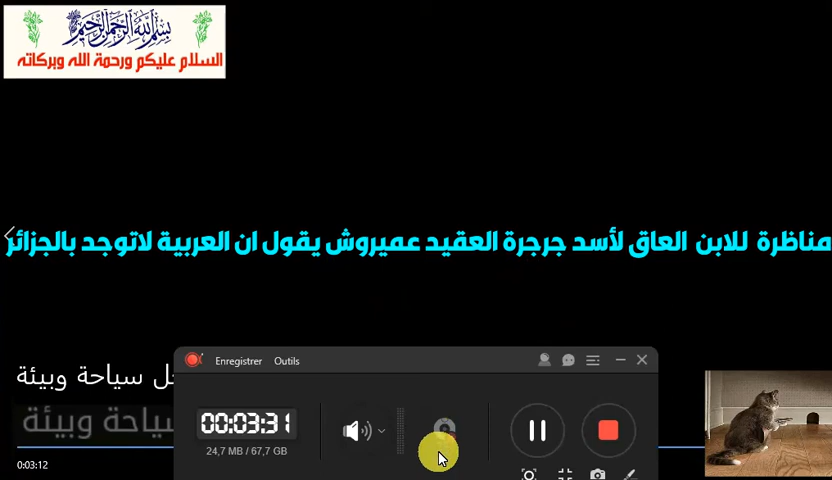 بسم الله الرحمن الرحيم
السلام عليكم ورحمة الله وبركاته
مناظرة للابن العاق لأسد جرجرة العقيد عميروش يقول ان العربية لاتوجد بالجزائر
سياحة وبيئة
Enregistrer Outils
00:03:31
24,7 MB / 67,7 GB
سياحة وبيئة
0:03:12